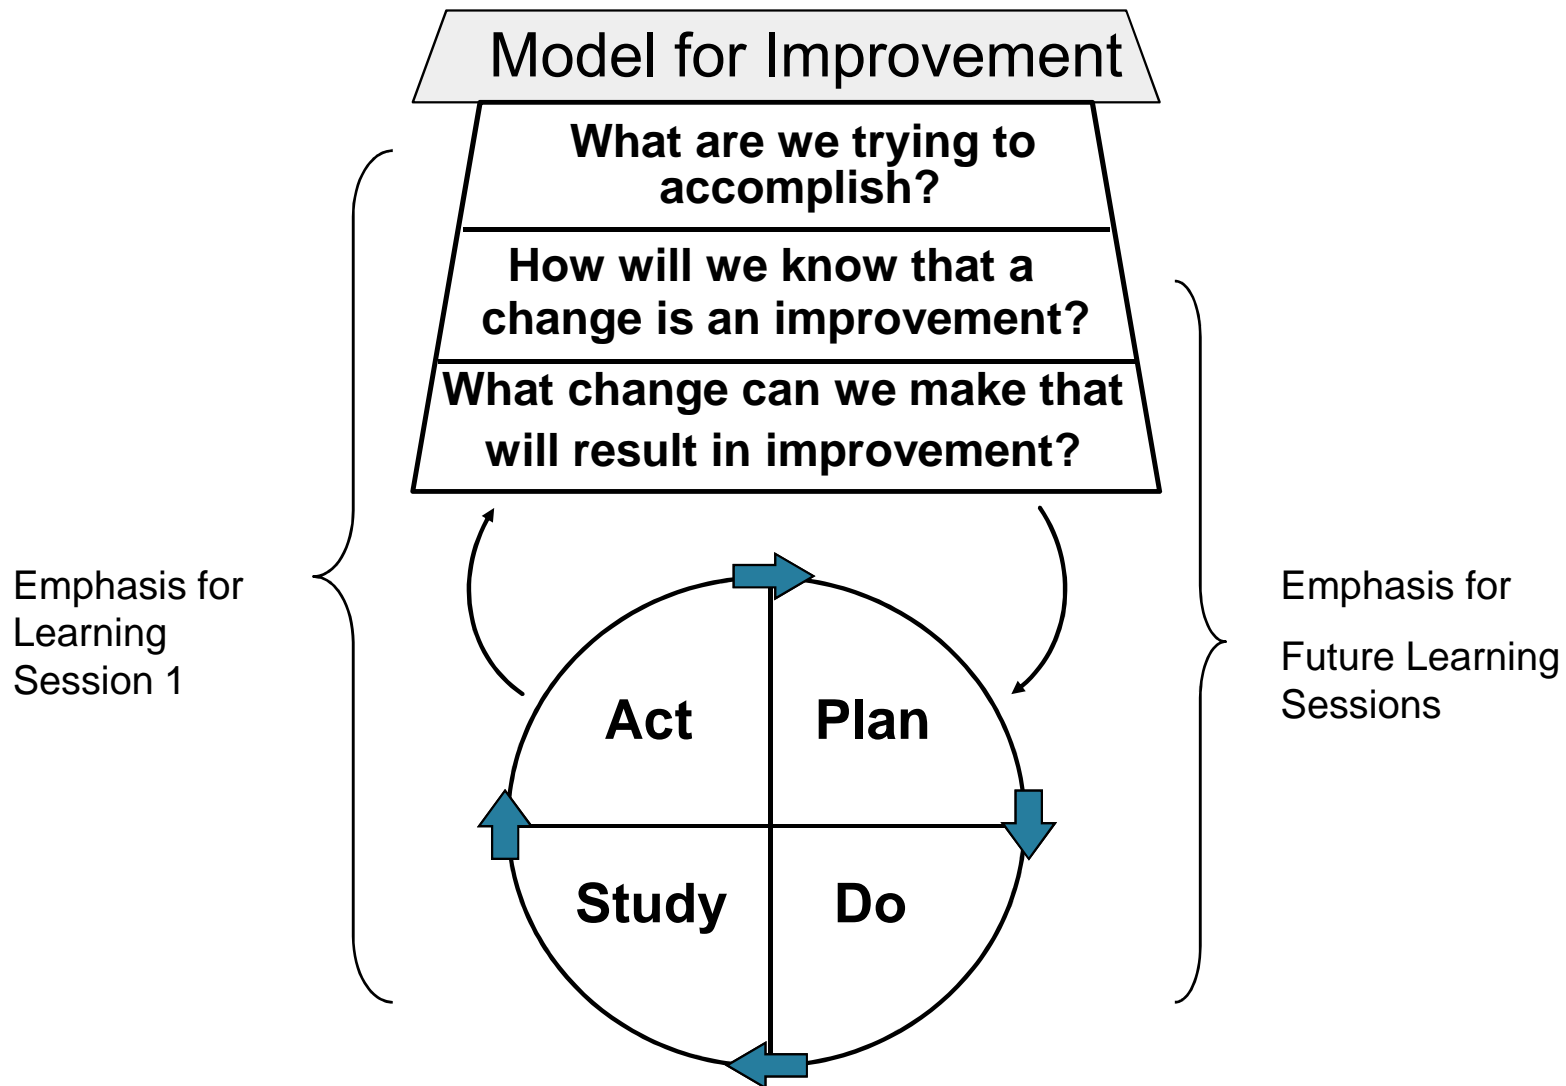 Model for Improvement
What are we trying to
accomplish?
How will we know that a
change is an improvement?
What change can we make that
will result in improvement?
Emphasis for
Learning
Session 1
Emphasis for
Future Learning
Sessions
Act
Plan
Study
Do